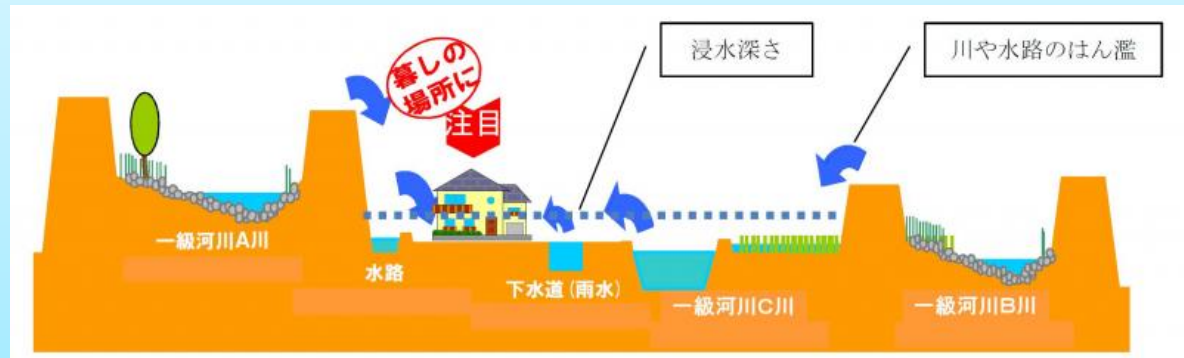 浸水深さ
川や水路のはん濫
暮しの
場所に
注目
一級河川A川
水路
下水道（雨水）
一級河川C川
一級河川B川